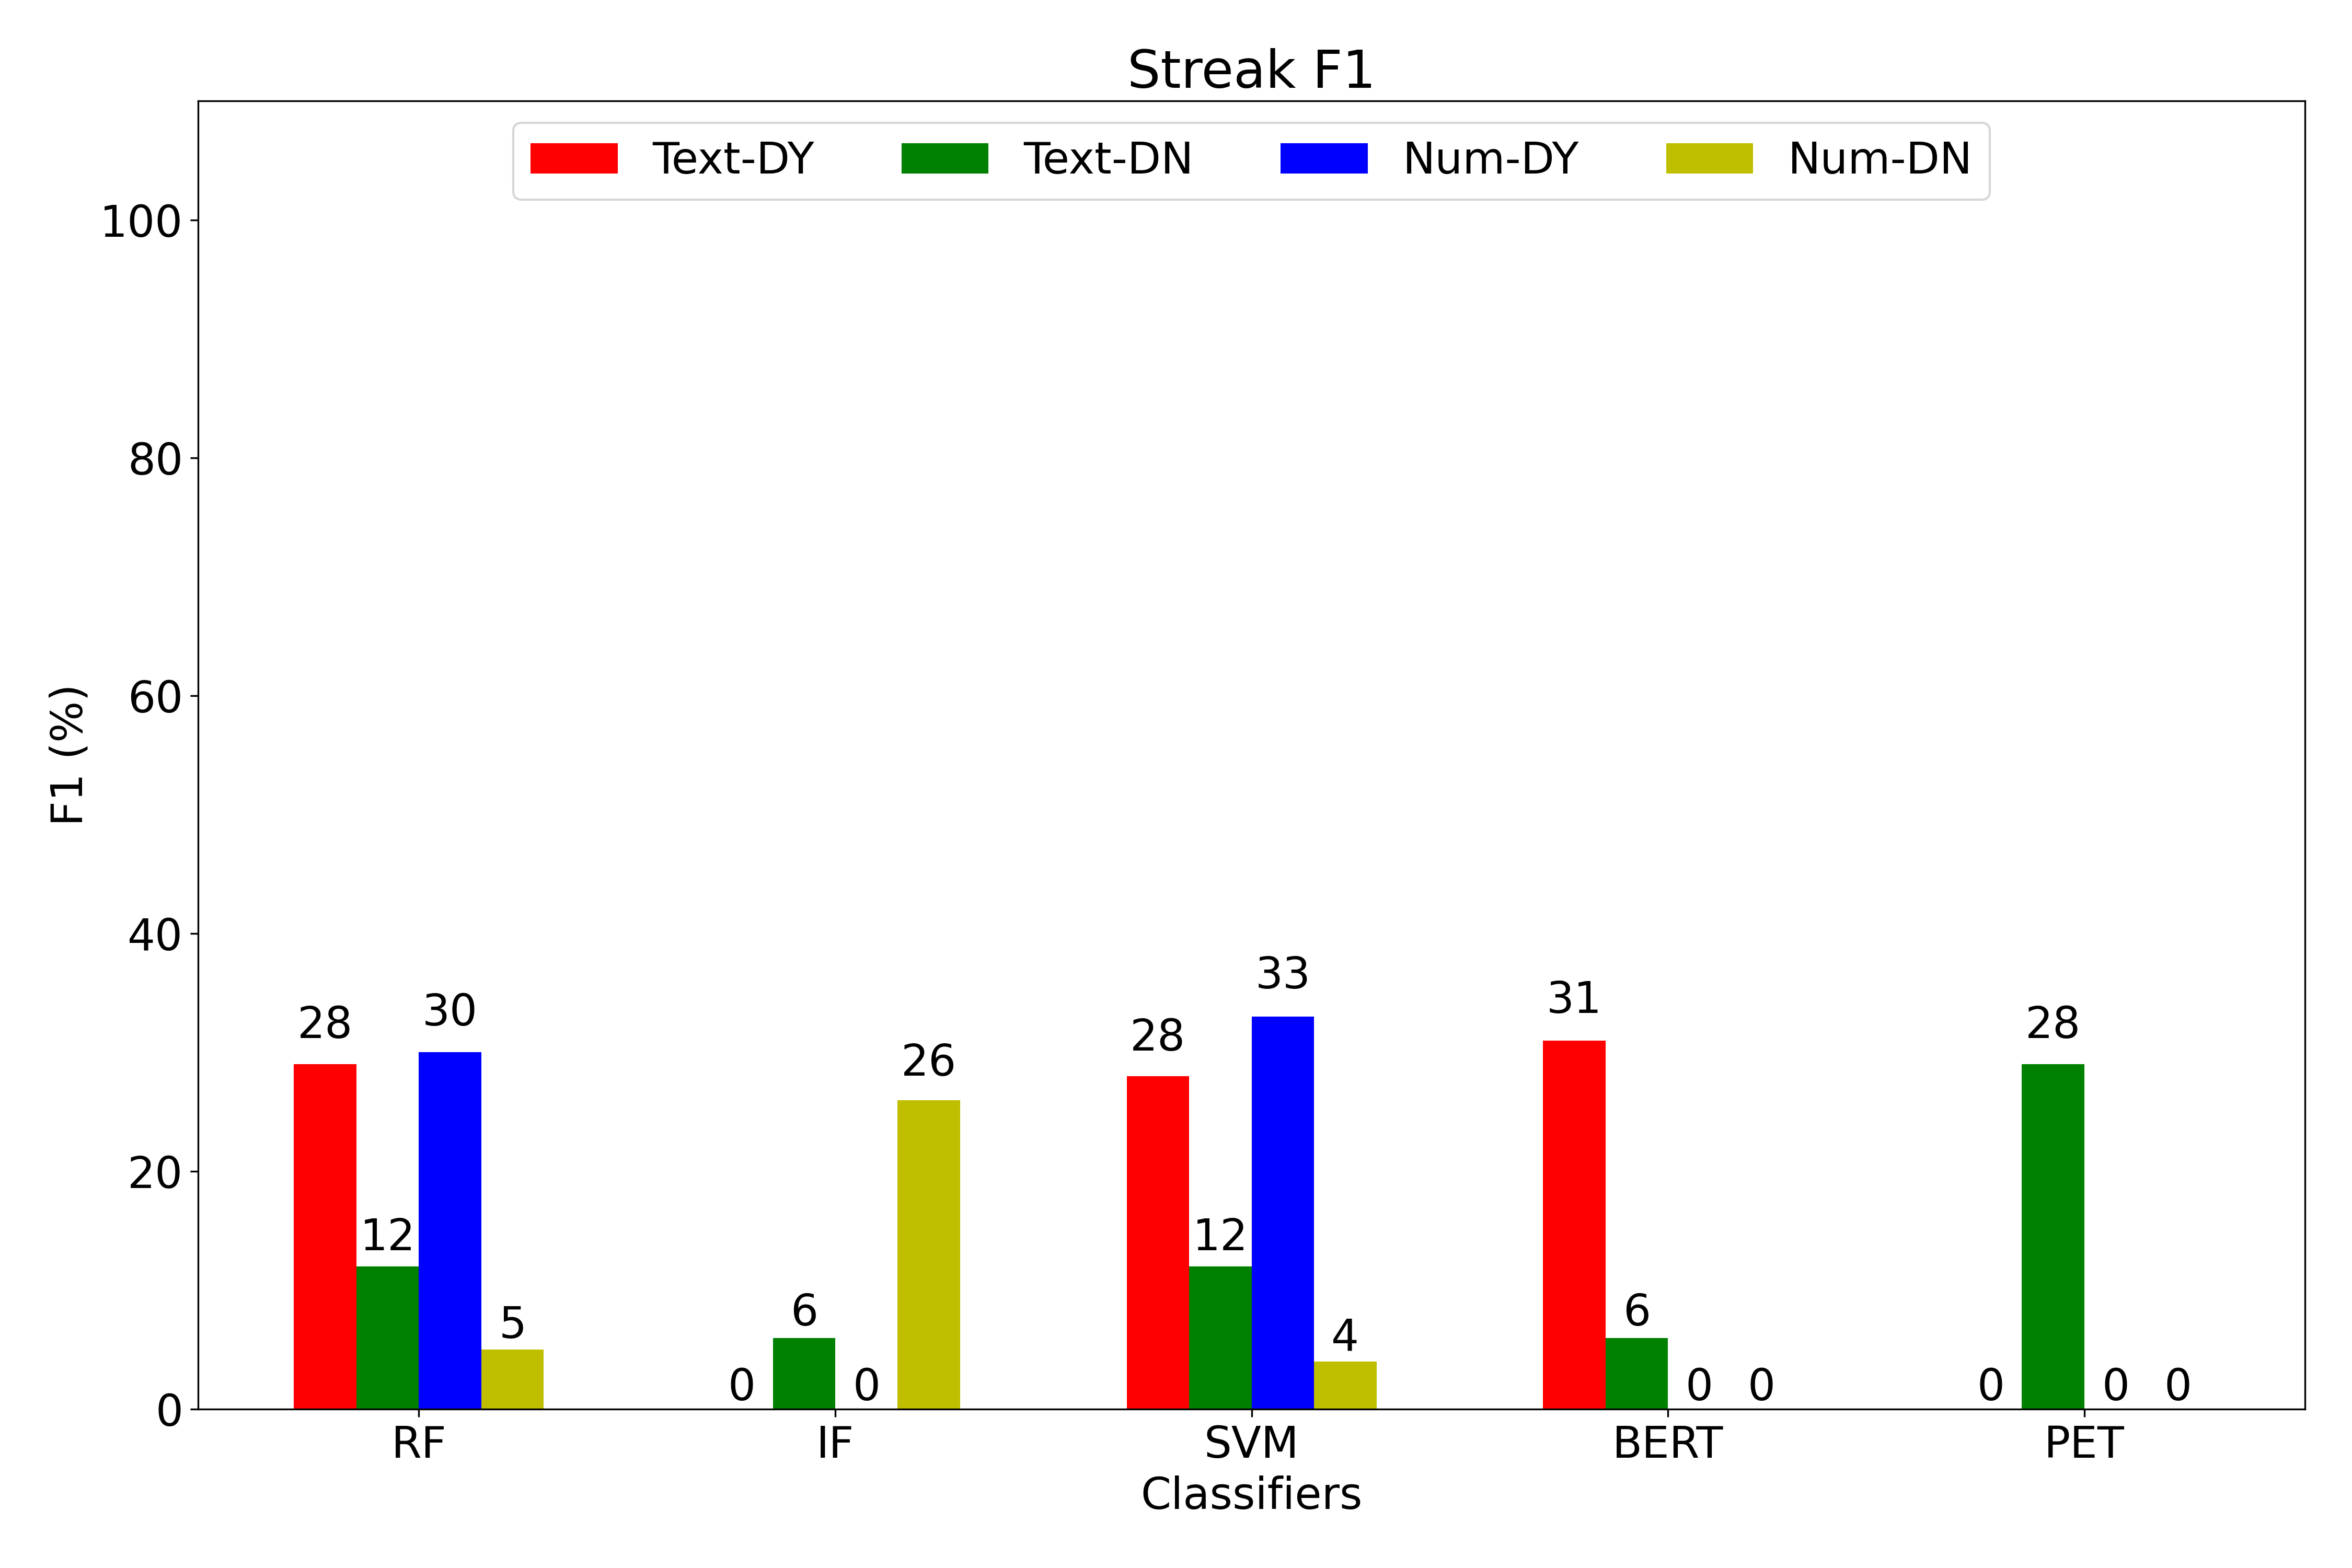 Streak F1
Text-DY Text-DN Num-DY Num-DN
100
80
60
40
20
0
F1 (%)
28 12 30 5
0 6 0 26
28 12 33 4
31 6 0 0
0 28 0 0
RF IF SVM BERT PET
Classifiers